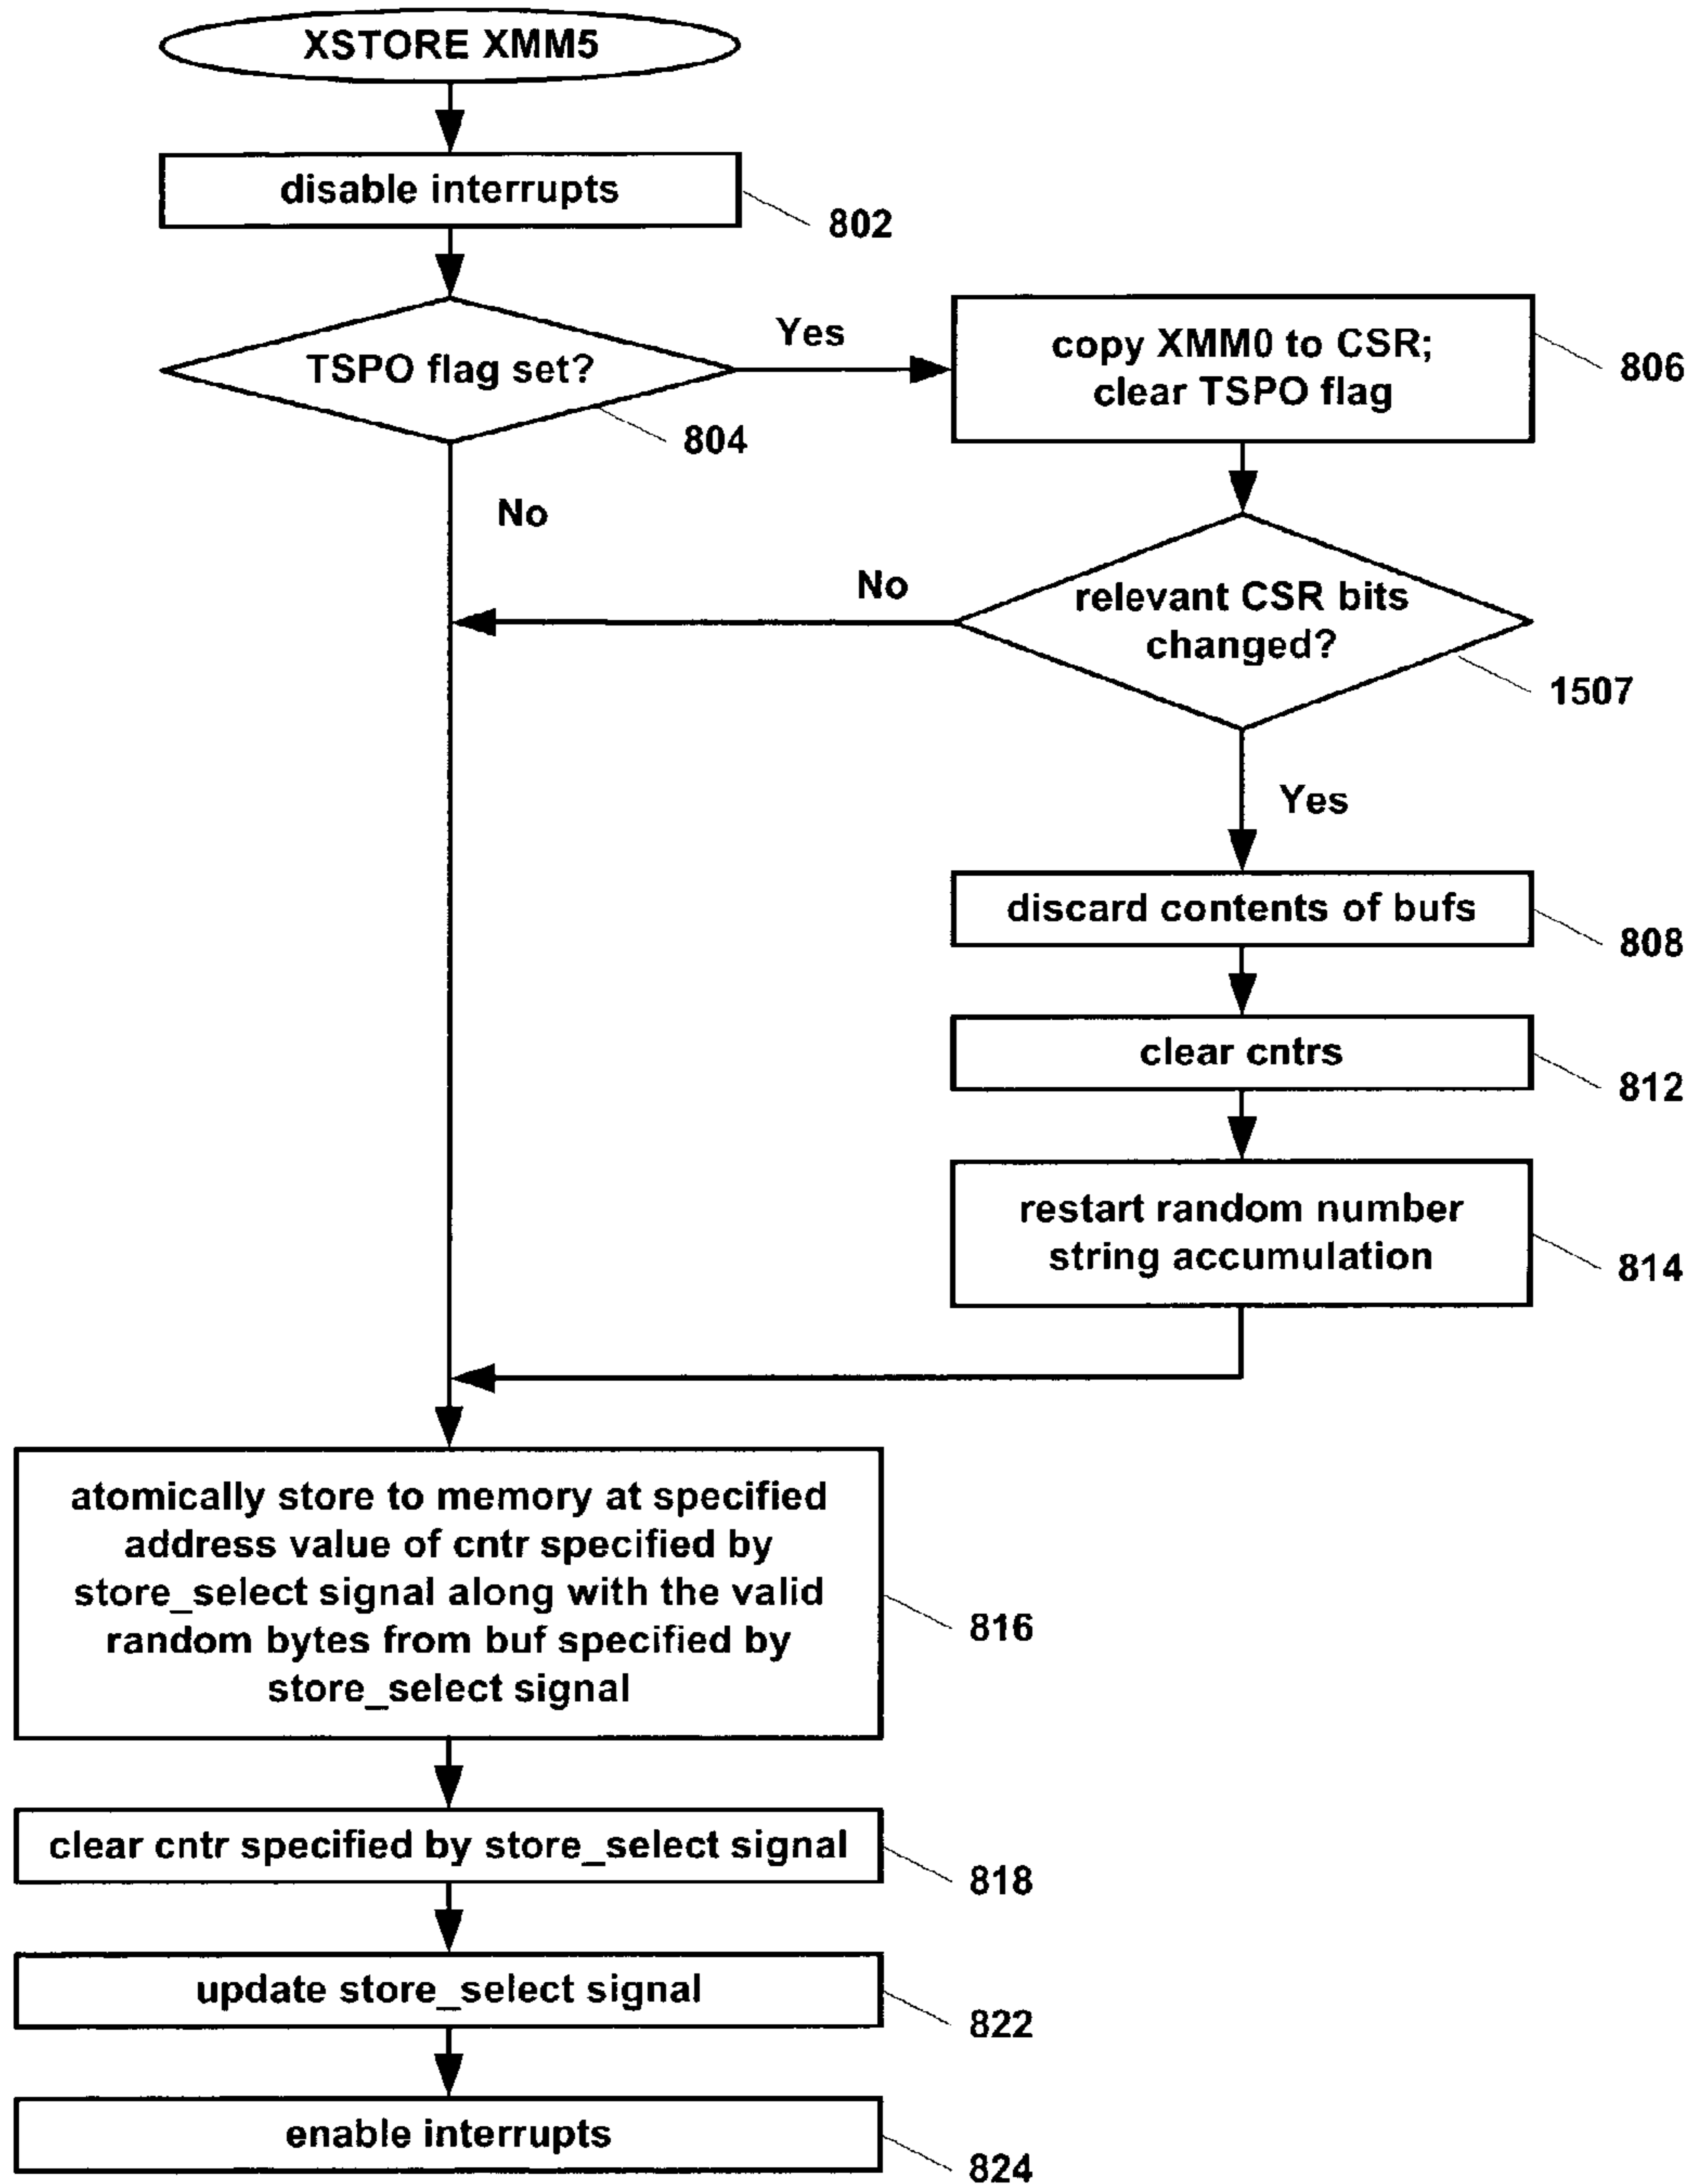 XSTORE XMM5
disable interrupts
802
TSPO flag set?
804
Yes
No
copy XMM0 to CSR;
clear TSPO flag
806
relevant CSR bits
changed?
1507
No
Yes
discard contents of bufs
808
clear cntrs
812
restart random number
string accumulation
814
atomically store to memory at specified
address value of cntr specified by
store_select signal along with the valid
random bytes from buf specified by
store_select signal
816
clear cntr specified by store_select signal
818
update store_select signal
822
enable interrupts
824